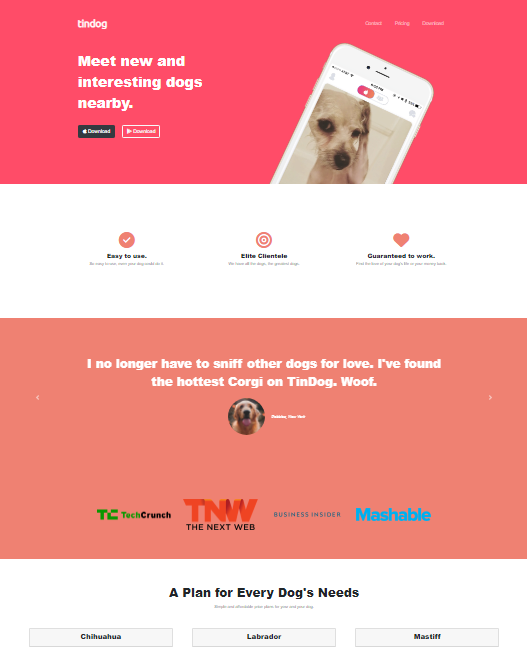 tindog
Contact Pricing Download
Meet new and
interesting dogs
nearby.
Download Download
Easy to use. Elite Clientele Guaranteed to work.
So easy to use, even your dog could do it. We have all the dogs, the greatest dogs. Find the love of your dog's life or your money back.
I no longer have to sniff other dogs for love. I've found
the hottest Corgi on TinDog. Woof.
TC TechCrunch
TNW
THE NEXT WEB
BUSINESS INSIDER
Mashable
A Plan for Every Dog's Needs
Simple and affordable price plans for your and your dog.
Chihuahua Labrador Mastiff